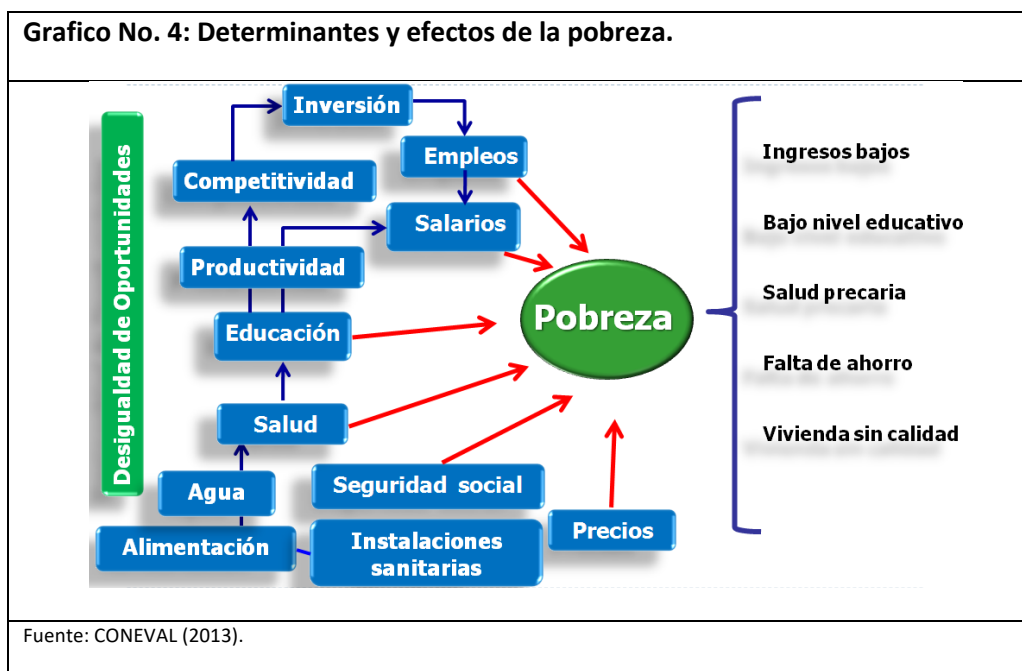 Grafico No. 4: Determinantes y efectos de la pobreza.
Desigualdad de Oportunidades
Inversión
Empleos
Competitividad
Salarios
Productividad
Educación
Salud
Agua
Alimentación
Seguridad social
Instalaciones
sanitarias
Precios
Pobreza
Ingresos bajos
Bajo nivel educativo
Salud precaria
Falta de ahorro
Vivienda sin calidad
Fuente: CONEVAL (2013).